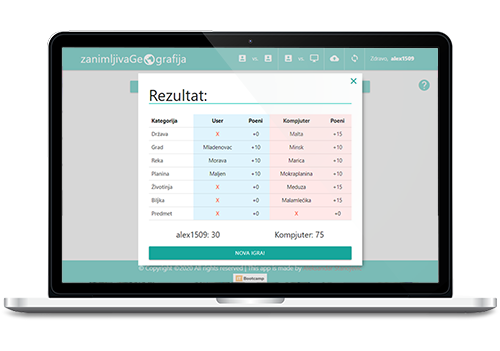 zanimljivaGeografija
vs. vs. Zdravo, alex1509
?
×
Rezultat:
Kategorija User Poeni Kompjuter Poeni
Država X +0 Malta +15
Grad Mladenovac +10 Minsk +10
Reka Morava +10 Marica +10
Planina Maljen +10 Mokraplanina +10
Životinja X +0 Meduza +15
Biljka X +0 Malamlećika +15
Predmet X +0 X +0
alex1509: 30 Kompjuter: 75
NOVA IGRA!
© Copyright ©2020 All rights reserved | This app is made by
Bootcamp